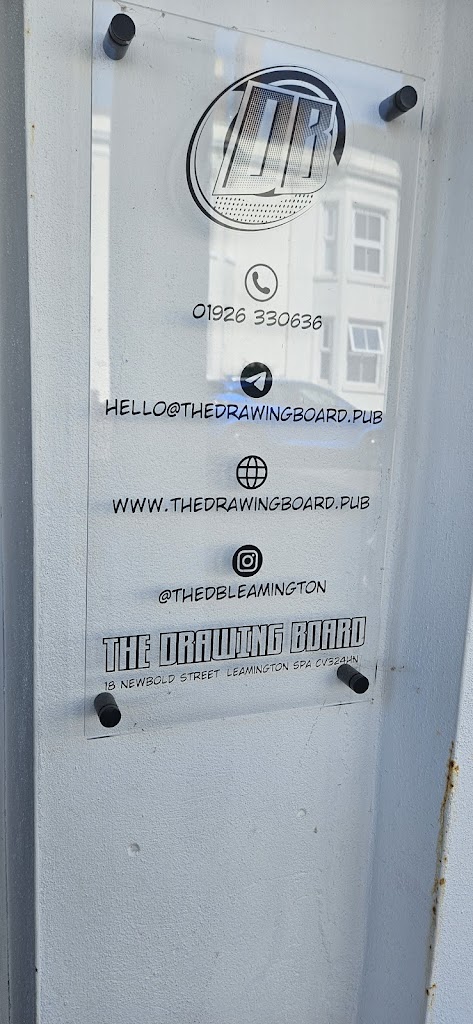 DB
01926 330636
HELLO@THEDRAWINGBOARD.PUB
WWW.THEDRAWINGBOARD.PUB
@THEDBLEAMINGTON
THE DRAWING BOARD
18 NEWBOLD STREET LEAMINGTON SPA CV324HN